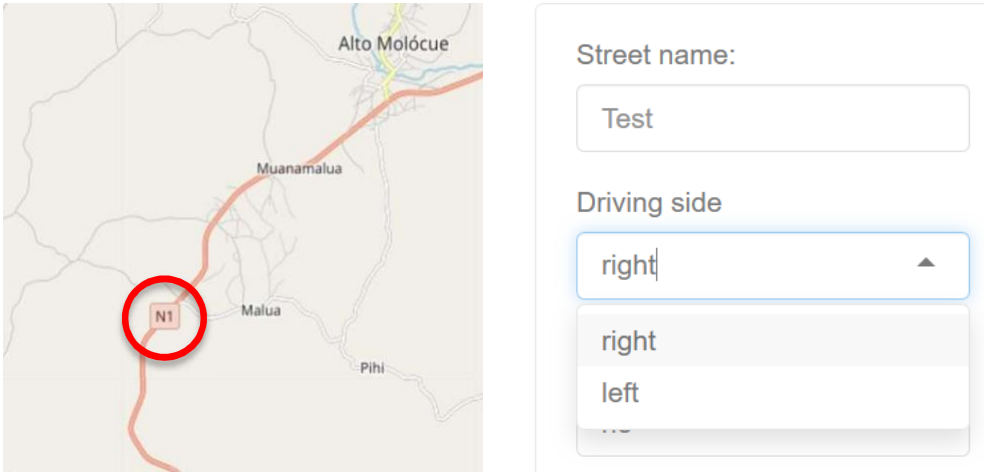 Alto Molócue
Muanamalua
N1
Malua
Pihi
Street name:
Test
Driving side
right
right
left